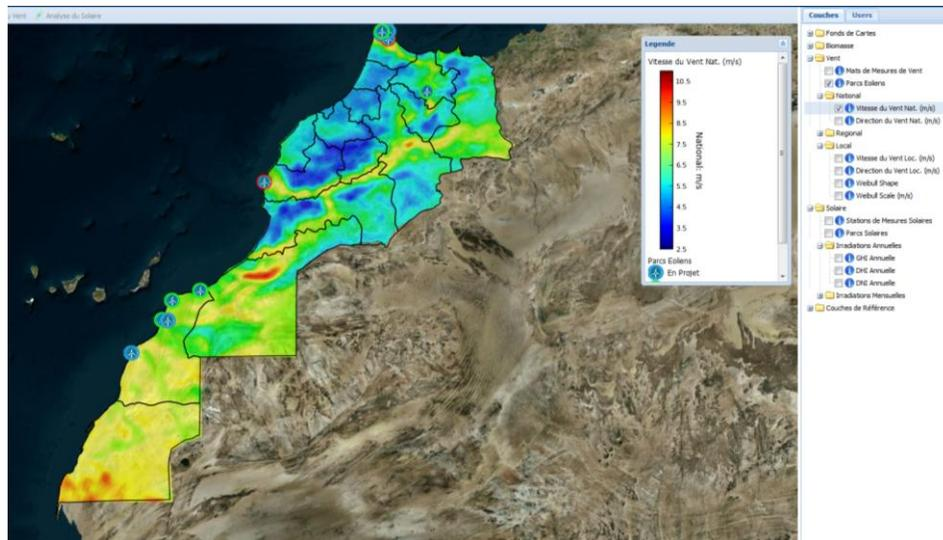 Vent Analyse du Solaire
Legende
Vitesse du Vent Nat. (m/s)
10.5
9.5
8.5
7.5
6.5
5.5
4.5
3.5
2.5
National: m/s
Parcs Eoliens
En Projet
Couches Users
Fonds de Cartes
Biomasse
Vent
Mats de Mesures de Vent
Parcs Eoliens
National
Vitesse du Vent Nat. (m/s)
Direction du Vent Nat. (m/s)
Regional
Local
Vitesse du Vent Loc. (m/s)
Direction du Vent Loc. (m/s)
Weibull Shape
Weibull Scale (m/s)
Solaire
Stations de Mesures Solaires
Parcs Solaires
Irradiations Annuelles
GHI Annuelle
DHI Annuelle
DNI Annuelle
Irradiations Mensuelles
Couches de Référence